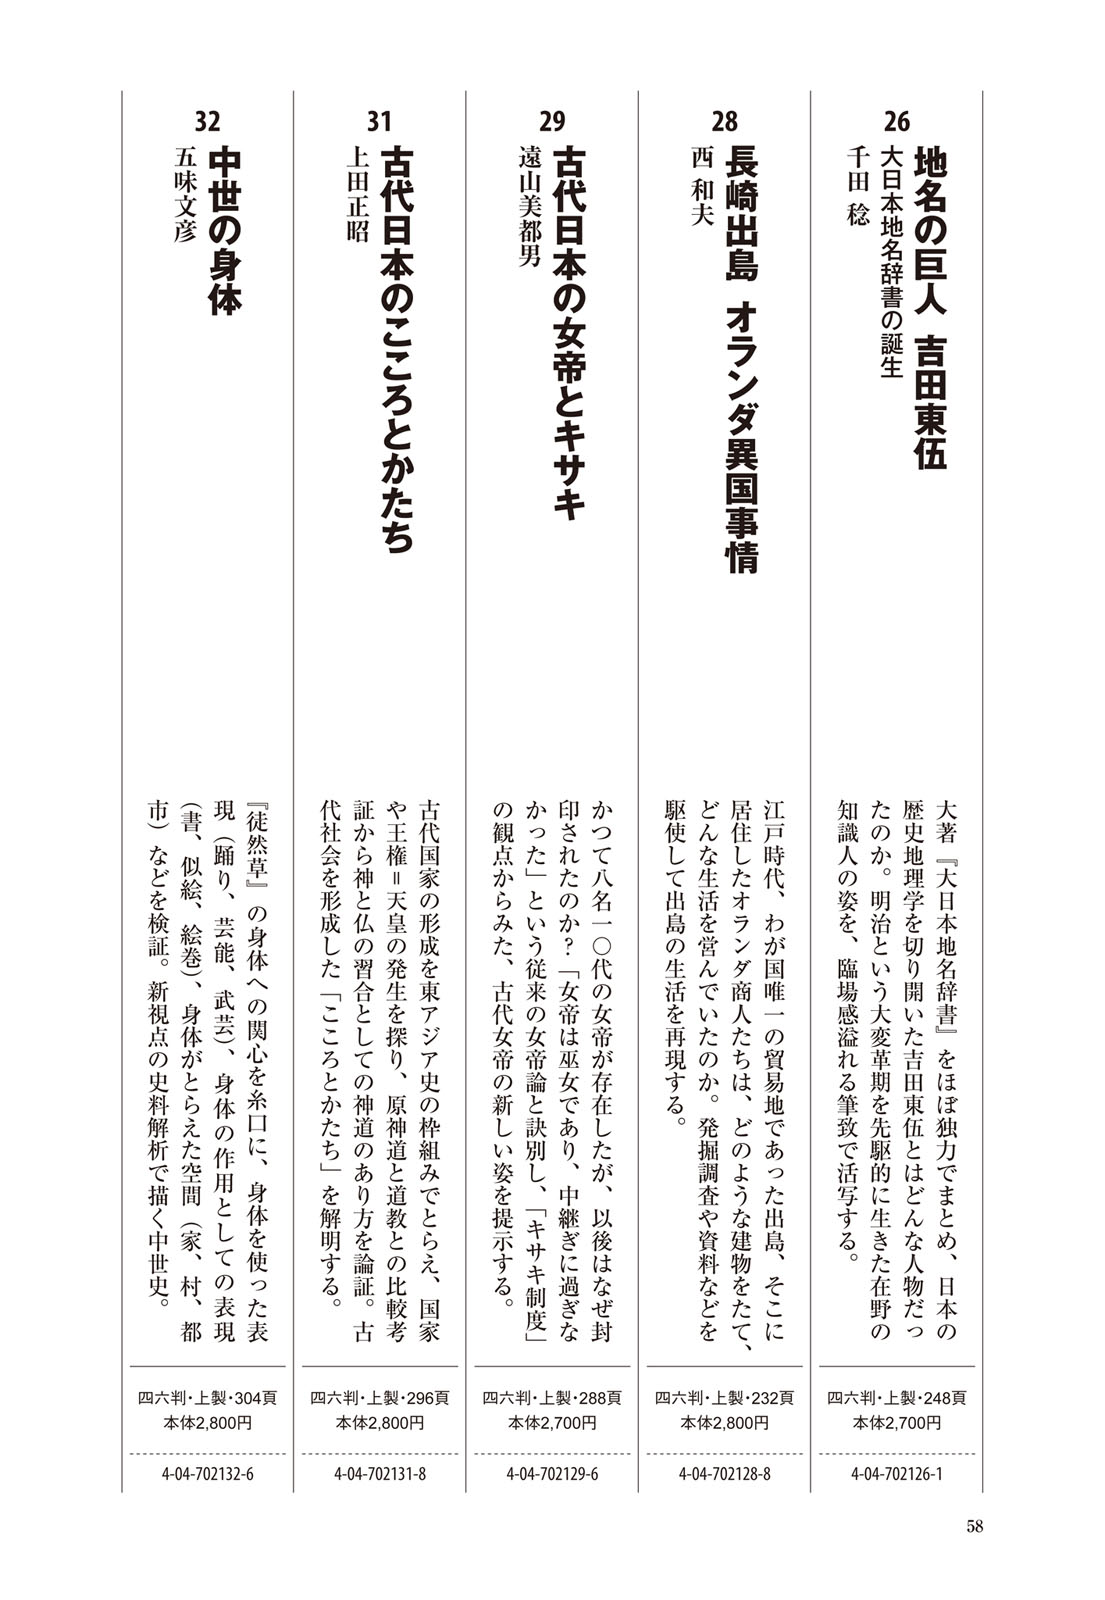 26
地名の巨人 吉田東伍
大日本地名辞書の誕生
千田 稔
大著『大日本地名辞書』をほぼ独力でまとめ、日本の
歴史地理学を切り開いた吉田東伍とはどんな人物だっ
たのか。明治という大変革期を先駆的に生きた在野の
知識人の姿を、臨場感溢れる筆致で活写する。
四六判・上製・248頁
本体2,700円
4-04-702126-1
28
長崎出島 オランダ異国事情
西 和夫
江戸時代、わが国唯一の貿易地であった出島、そこに
居住したオランダ商人たちは、どのような建物をたて、
どんな生活を営んでいたのか。発掘調査や資料などを
駆使して出島の生活を再現する。
四六判・上製・232頁
本体2,800円
4-04-702128-8
29
古代日本の女帝とキサキ
遠山美都男
かつて八名一〇代の女帝が存在したが、以後はなぜ封
印されたのか?「女帝は巫女であり、中継ぎに過ぎな
かった」という従来の女帝論と訣別し、「キサキ制度」
の観点からみた、古代女帝の新しい姿を提示する。
四六判・上製・288頁
本体2,700円
4-04-702129-6
31
古代日本のこころとかたち
上田正昭
古代国家の形成を東アジア史の枠組みでとらえ、国家
や王権=天皇の発生を探り、原神道と道教との比較考
証から神と仏の習合としての神道のあり方を論証。古
代社会を形成した「こころとかたち」を解明する。
四六判・上製・296頁
本体2,800円
4-04-702131-8
32
中世の身体
五味文彦
『徒然草』の身体への関心を糸口に、身体を使った表
現(踊り、芸能、武芸)、身体の作用としての表現
(書、似絵、絵巻)、身体がとらえた空間(家、村、都
市)などを検証。新視点の史料解析で描く中世史。
四六判・上製・304頁
本体2,800円
4-04-702132-6
58